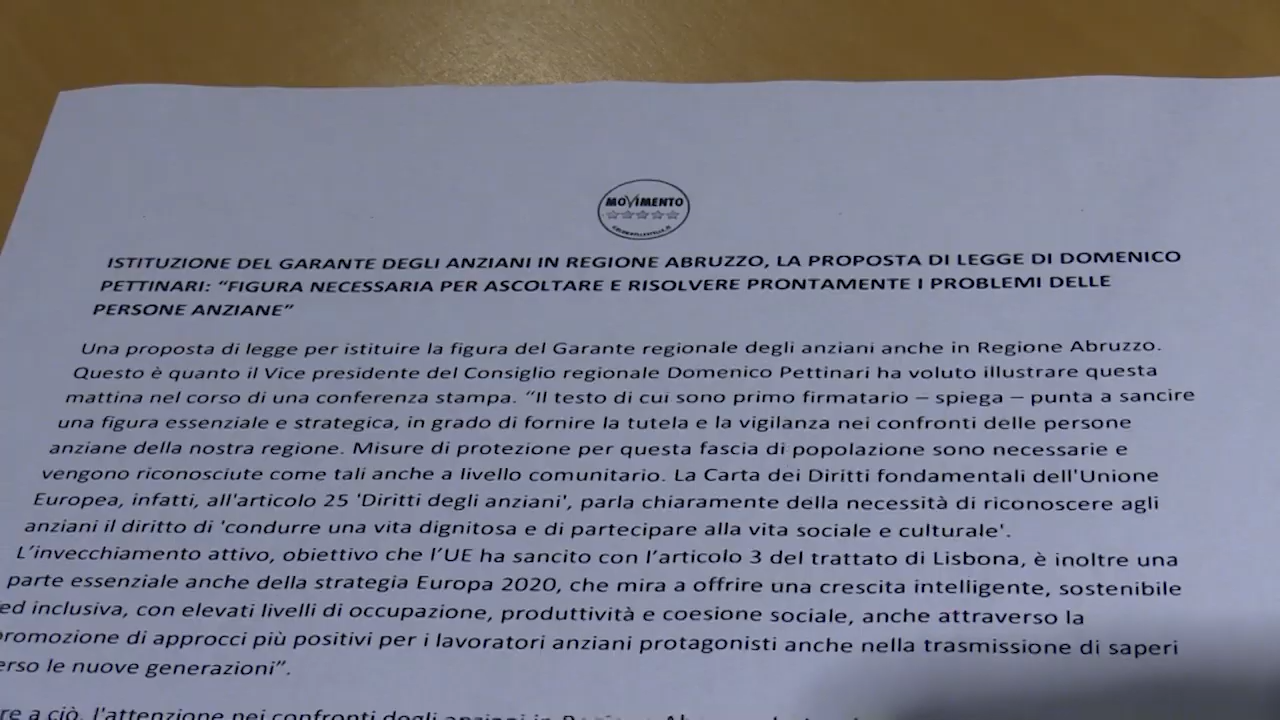 MOVIMENTO
ISTITUZIONE DEL GARANTE DEGLI ANZIANI IN REGIONE ABRUZZO, LA PROPOSTA DI LEGGE DI DOMENICO
PETTINARI: “FIGURA NECESSARIA PER ASCOLTARE E RISOLVERE PRONTAMENTE I PROBLEMI DELLE
PERSONE ANZIANE”
Una proposta di legge per istituire la figura del Garante regionale degli anziani anche in Regione Abruzzo.
Questo è quanto il Vice presidente del Consiglio regionale Domenico Pettinari ha voluto illustrare questa
mattina nel corso di una conferenza stampa. “Il testo di cui sono primo firmatario – spiega – punta a sancire
una figura essenziale e strategica, in grado di fornire la tutela e la vigilanza nei confronti delle persone
anziane della nostra regione. Misure di protezione per questa fascia di popolazione sono necessarie e
vengono riconosciute come tali anche a livello comunitario. La Carta dei Diritti fondamentali dell'Unione
Europea, infatti, all'articolo 25 'Diritti degli anziani', parla chiaramente della necessità di riconoscere agli
anziani il diritto di 'condurre una vita dignitosa e di partecipare alla vita sociale e culturale'.
L’invecchiamento attivo, obiettivo che l’UE ha sancito con l’articolo 3 del trattato di Lisbona, è inoltre una
parte essenziale anche della strategia Europa 2020, che mira a offrire una crescita intelligente, sostenibile
ed inclusiva, con elevati livelli di occupazione, produttività e coesione sociale, anche attraverso la
promozione di approcci più positivi per i lavoratori anziani protagonisti anche nella trasmissione di saperi
erso le nuove generazioni”.
re a ciò, l'attenzione nei confronti degli anziani in